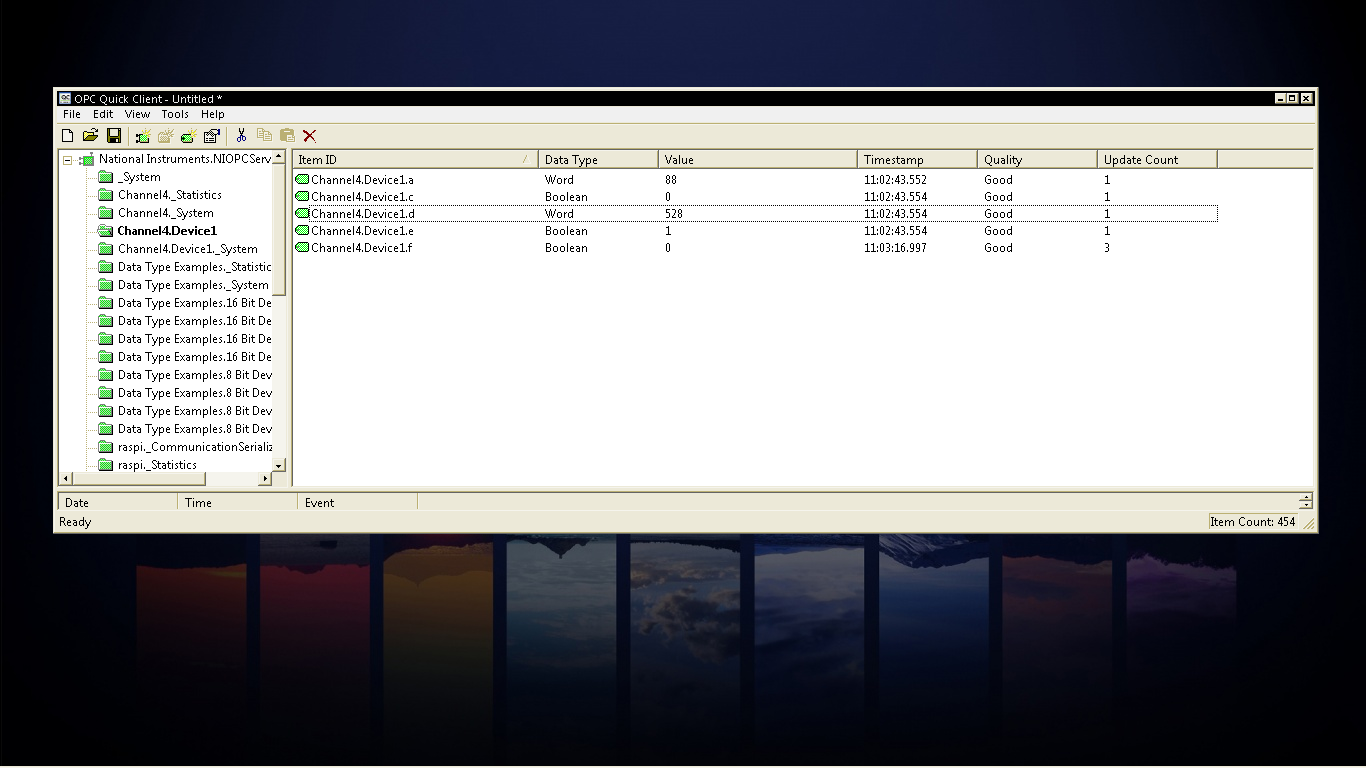 OPC Quick Client - Untitled *
File Edit View Tools Help
National Instruments.NIOPCServ
_System
Channel4._Statistics
Channel4._System
Channel4.Device1
Channel4.Device1._System
Data Type Examples._Statistic
Data Type Examples._System
Data Type Examples.16 Bit De
Data Type Examples.16 Bit De
Data Type Examples.16 Bit De
Data Type Examples.16 Bit De
Data Type Examples.8 Bit Dev
Data Type Examples.8 Bit Dev
Data Type Examples.8 Bit Dev
Data Type Examples.8 Bit Dev
raspi._CommunicationSerializ
raspi._Statistics
Item ID Data Type Value Timestamp Quality Update Count
Channel4.Device1.a Word 88 11:02:43.552 Good 1
Channel4.Device1.c Boolean 0 11:02:43.554 Good 1
Channel4.Device1.d Word 528 11:02:43.554 Good 1
Channel4.Device1.e Boolean 1 11:02:43.554 Good 1
Channel4.Device1.f Boolean 0 11:03:16.997 Good 3
Date Time Event
Ready Item Count: 454